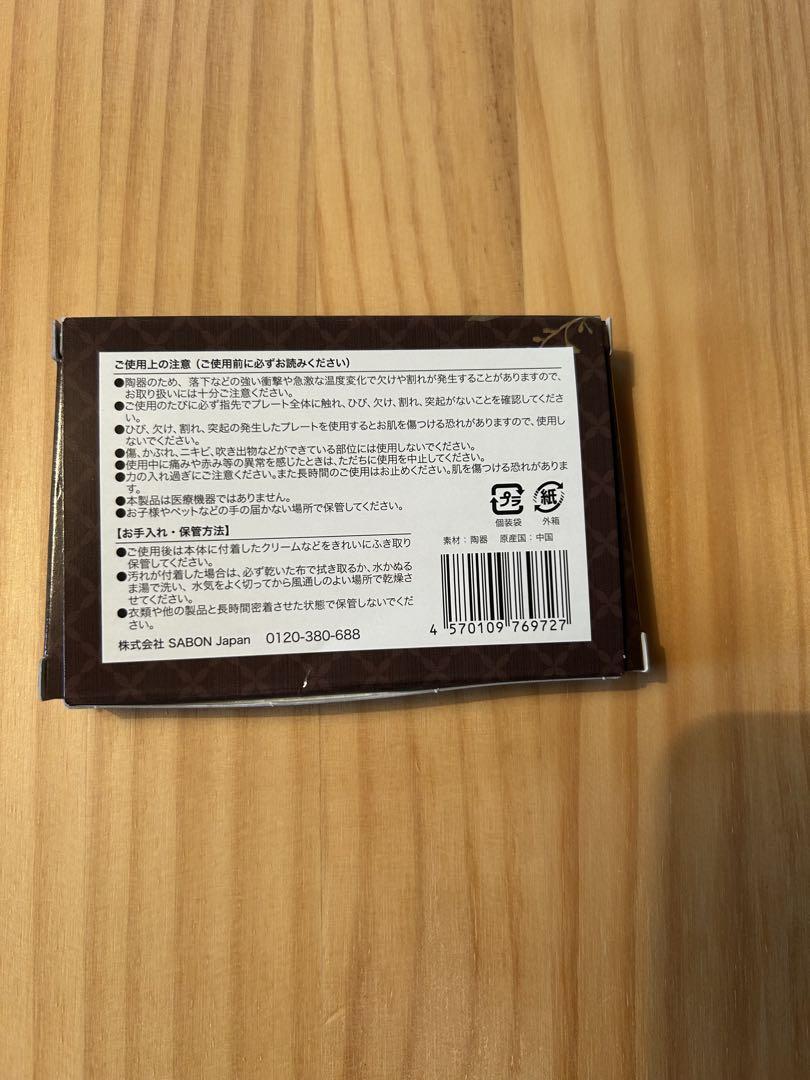 ご使用上の注意（ご使用前に必ずお読みください）
●陶器のため、落下などの強い衝撃や急激な温度変化で欠けや割れが発生することがありますので、
お取り扱いには十分ご注意ください。
●ご使用のたびに必ず指先でプレート全体に触れ、ひび、欠け、割れ、突起がないことを確認してくださ
い。
●ひび、欠け、割れ、突起の発生したプレートを使用するとお肌を傷つける恐れがありますので、使用し
ないでください。
●傷、かぶれ、ニキビ、吹き出物などができている部位には使用しないでください。
●使用中に痛みや赤み等の異常を感じたときは、ただちに使用を中止してください。
●力の入れ過ぎにご注意ください。また長時間のご使用はお止めください。肌を傷つける恐れがありま
す。
●本製品は医療機器ではありません。
●お子様やペットなどの手の届かない場所で保管してください。
プラ
紙
個装袋
外箱
【お手入れ・保管方法】
●ご使用後は本体に付着したクリームなどをきれいにふき取り
保管してください。
●汚れが付着した場合は、必ず乾いた布で拭き取るか、水かぬる
ま湯で洗い、水気をよく切ってから風通しのよい場所で乾燥さ
せてください。
●衣類や他の製品と長時間密着させた状態で保管しないでくだ
さい。
株式会社 SABON Japan 0120-380-688
素材：陶器 原産国：中国
4 570109 769727